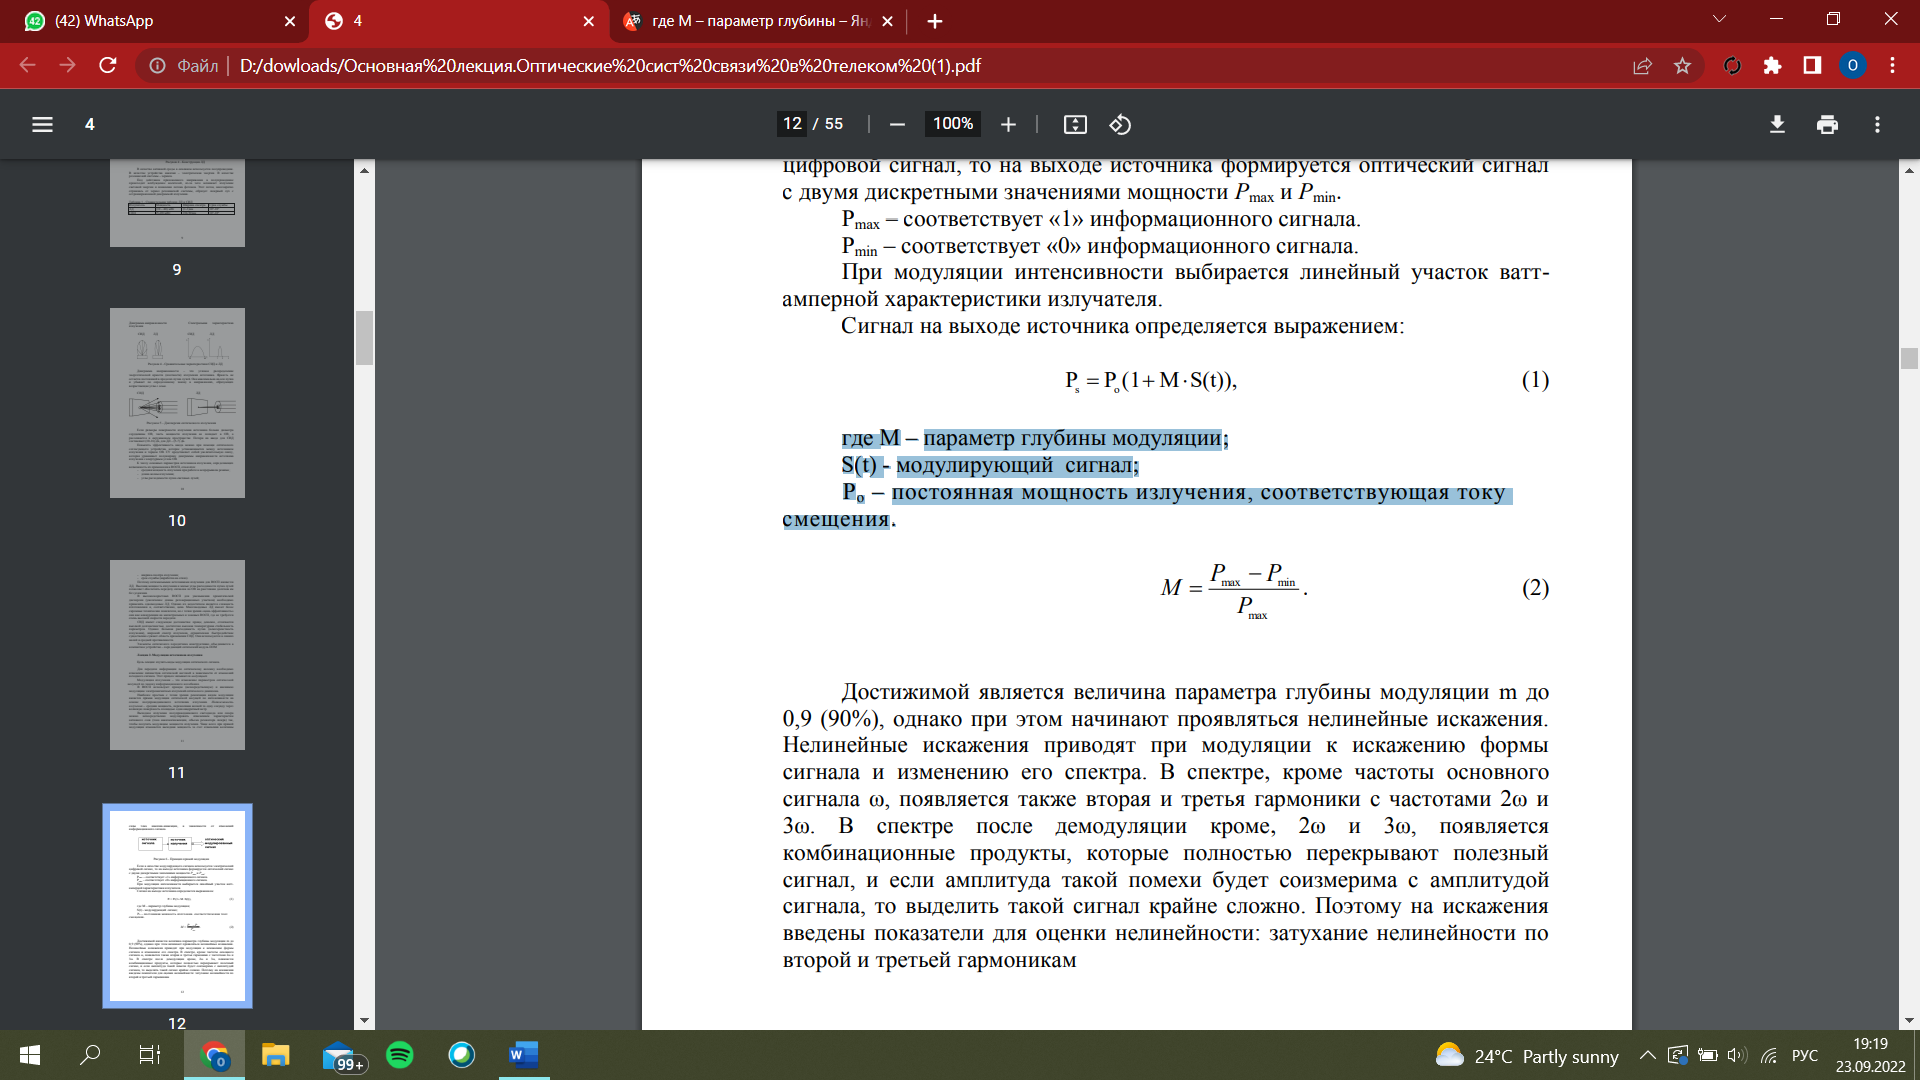 (42) WhatsApp
4
где М – параметр глубины – Ян
Файл
D:/dowloads/Основная%20лекция.Оптические%20сист%20связи%20в%20телеком%20(1).pdf
О
4
12 / 55
100%
9
10
11
12
цифровой сигнал, то на выходе источника формируется оптический сигнал
с двумя дискретными значениями мощности Pmax и Pmin.
Pmax – соответствует «1» информационного сигнала.
Pmin – соответствует «0» информационного сигнала.
При модуляции интенсивности выбирается линейный участок ватт-
амперной характеристики излучателя.
Сигнал на выходе источника определяется выражением:
Ps = Po(1+ M·S(t)), (1)
где М – параметр глубины модуляции;
S(t) - модулирующий сигнал;
Po – постоянная мощность излучения, соответствующая току
смещения.
M = (Pmax − Pmin) / Pmax. (2)
Достижимой является величина параметра глубины модуляции m до
0,9 (90%), однако при этом начинают проявляться нелинейные искажения.
Нелинейные искажения приводят при модуляции к искажению формы
сигнала и изменению его спектра. В спектре, кроме частоты основного
сигнала ω, появляется также вторая и третья гармоники с частотами 2ω и
3ω. В спектре после демодуляции кроме, 2ω и 3ω, появляется
комбинационные продукты, которые полностью перекрывают полезный
сигнал, и если амплитуда такой помехи будет соизмерима с амплитудой
сигнала, то выделить такой сигнал крайне сложно. Поэтому на искажения
введены показатели для оценки нелинейности: затухание нелинейности по
второй и третьей гармоникам
99+
24°C Partly sunny
РУС
19:19
23.09.2022